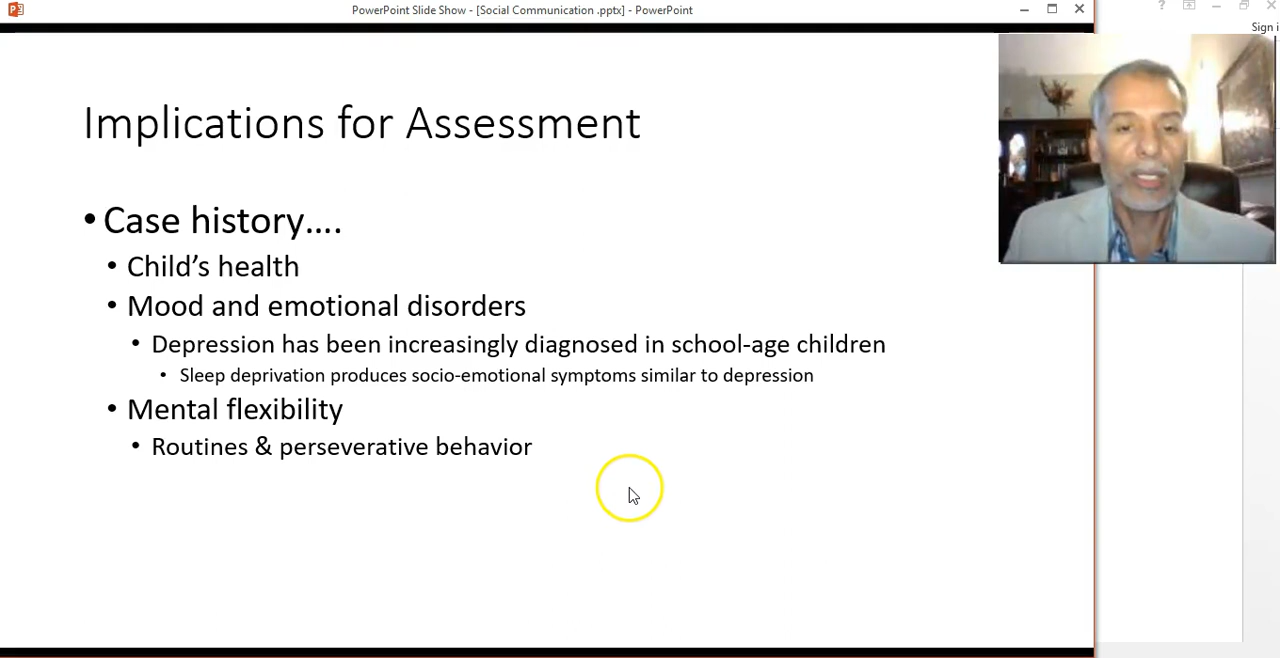 PowerPoint Slide Show - [Social Communication .pptx] - PowerPoint
?
Sign i
Implications for Assessment
• Case history....
• Child’s health
• Mood and emotional disorders
• Depression has been increasingly diagnosed in school-age children
• Sleep deprivation produces socio-emotional symptoms similar to depression
• Mental flexibility
• Routines & perseverative behavior